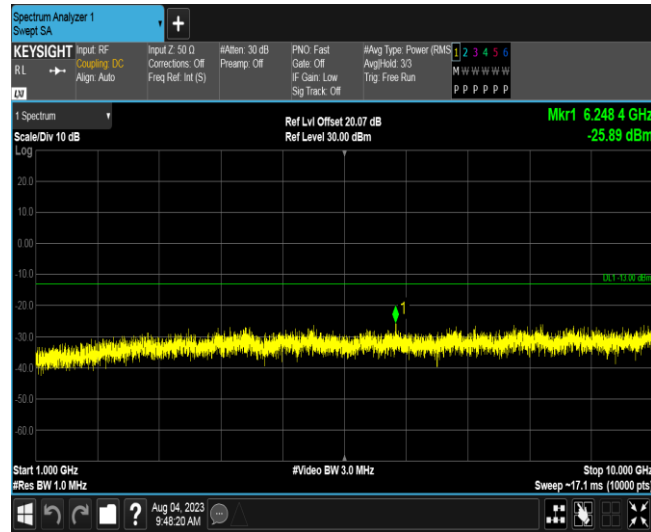 Spectrum Analyzer 1
Swept SA
+
KEYSIGHT
RL
LXI
Input: RF
Coupling: DC
Align: Auto
Input Z: 50 Ω
Corrections: Off
Freq Ref: Int (S)
#Atten: 30 dB
Preamp: Off
PNO: Fast
Gate: Off
IF Gain: Low
Sig Track: Off
#Avg Type: Power (RMS
Avg|Hold: 3/3
Trig: Free Run
1 2 3 4 5 6
M W W W W W
P P P P P P
1 Spectrum
Scale/Div 10 dB
Log
Ref Lvl Offset 20.07 dB
Ref Level 30.00 dBm
Mkr1 6.248 4 GHz
-25.89 dBm
20.0
10.0
0.00
-10.0
DL1 -13.00 dBm
-20.0
1
-30.0
-40.0
-50.0
-60.0
Start 1.000 GHz
#Video BW 3.0 MHz
Stop 10.000 GHz
#Res BW 1.0 MHz
Sweep ~17.1 ms (10000 pts)
?
Aug 04, 2023
9:48:20 AM